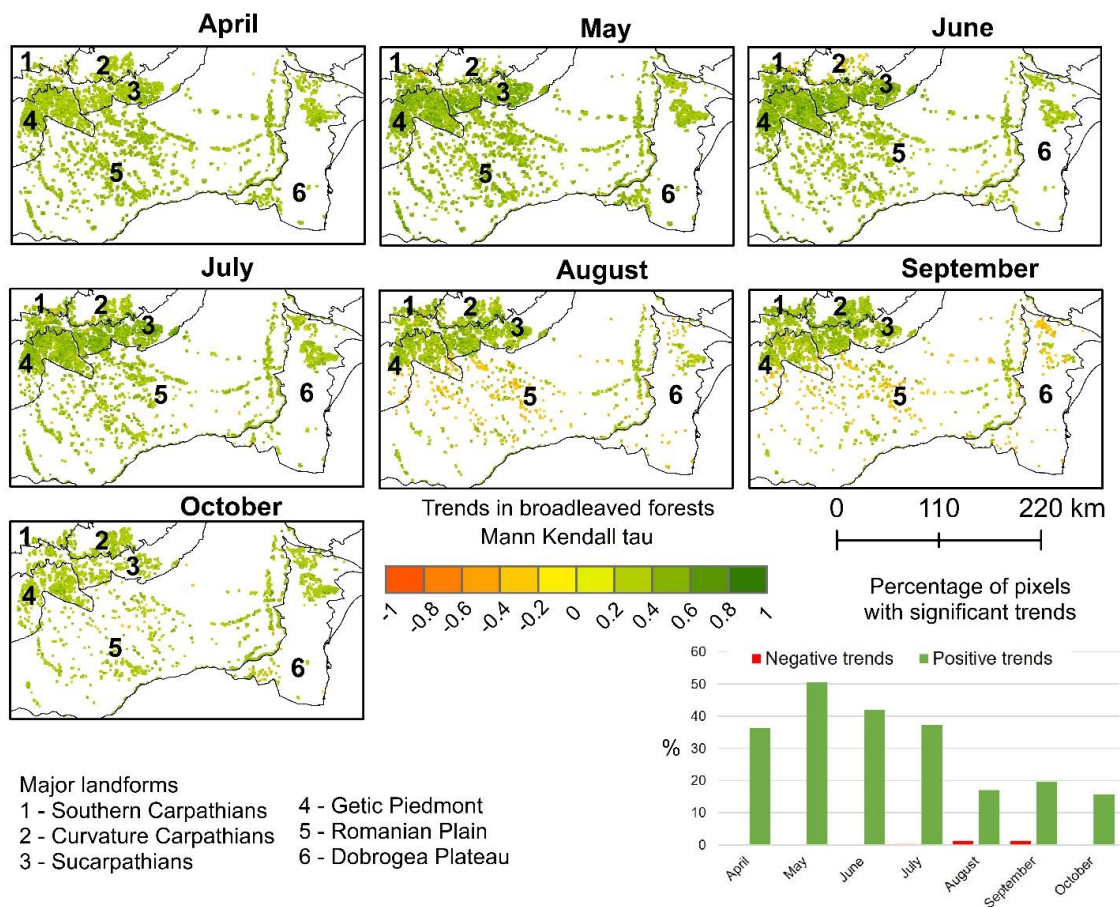 April
May
June
1
2
3
4
5
6
1
2
3
4
5
6
1
2
3
4
5
6
July
August
September
1
2
3
4
5
6
1
2
3
4
5
6
1
2
3
4
5
6
October
1
2
3
4
5
6
Trends in broadleaved forests
Mann Kendall tau
-1 -0.8 -0.6 -0.4 -0.2 0 0.2 0.4 0.6 0.8 1
0 110 220 km
Percentage of pixels
with significant trends
Negative trends Positive trends
%
60
50
40
30
20
10
0
April May June July August September October
Major landforms
1 - Southern Carpathians
2 - Curvature Carpathians
3 - Sucarpathians
4 - Getic Piedmont
5 - Romanian Plain
6 - Dobrogea Plateau